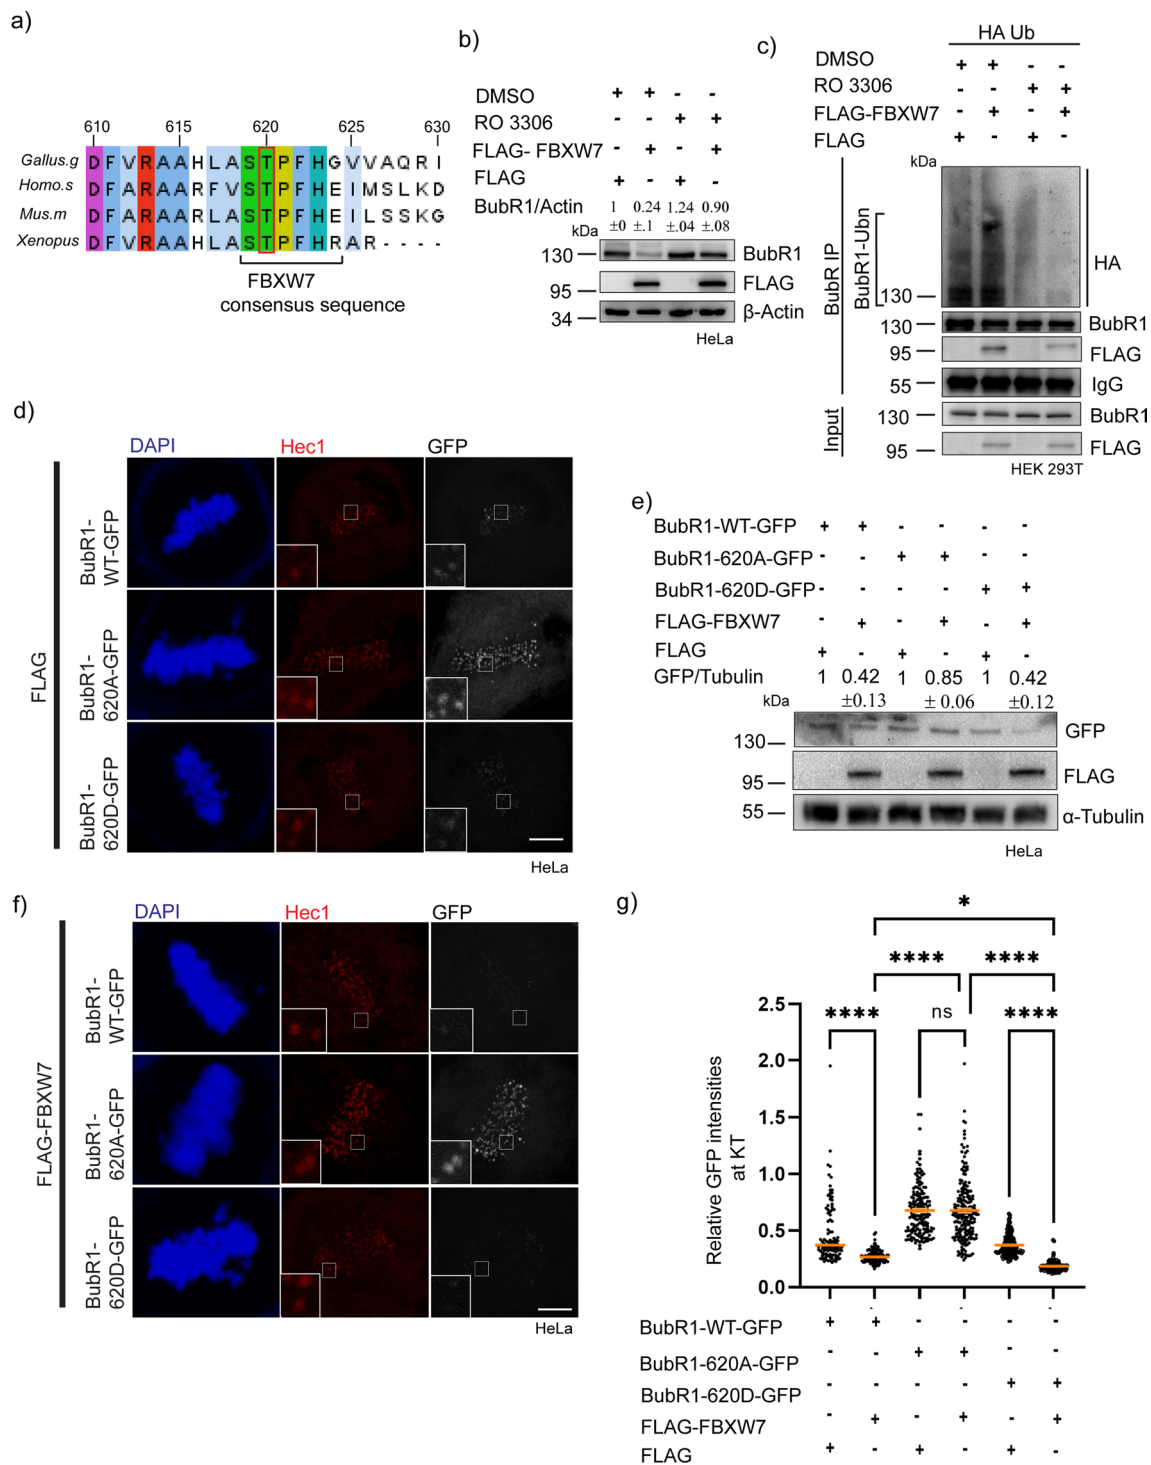 a)
610 615 620 625 630
Gallus.g D F V R A A H L A S T P F H G V V A Q R I
Homo.s D F A R A A R F V S T P F H E I M S L K D
Mus.m D F V R A A H L A S T P F H E I L S S K G
Xenopus D F V R A A H L A S T P F H R A R - - - -
FBXW7
consensus sequence
b)
DMSO + + - -
RO 3306 - - + +
FLAG- FBXW7 - + - +
FLAG + - + -
BubR1/Actin 1 0.24 1.24 0.90
kDa ±0 ±.1 ±.04 ±.08
130 BubR1
95 FLAG
34 β-Actin
HeLa
c)
HA Ub
DMSO + + - -
RO 3306 - - + +
FLAG-FBXW7 - + - +
FLAG + - + -
kDa
BubR IP
BubR1-Ubn
130
HA
130 BubR1
95 FLAG
55 IgG
Input
130 BubR1
95 FLAG
HEK 293T
d)
DAPI Hec1 GFP
FLAG
BubR1-
WT-GFP
BubR1-
620A-GFP
BubR1-
620D-GFP
HeLa
e)
BubR1-WT-GFP + + - - - -
BubR1-620A-GFP - - + + - -
BubR1-620D-GFP - - - - + +
FLAG-FBXW7 - + - + - +
FLAG + - + - + -
GFP/Tubulin 1 0.42 1 0.85 1 0.42
kDa ±0.13 ± 0.06 ±0.12
130 GFP
95 FLAG
55 α-Tubulin
HeLa
f)
DAPI Hec1 GFP
FLAG-FBXW7
BubR1-
WT-GFP
BubR1-
620A-GFP
BubR1-
620D-GFP
HeLa
g)
*
**** ****
**** ns ****
Relative GFP intensities
at KT
2.5
2.0
1.5
1.0
0.5
0.0
BubR1-WT-GFP + + - - - -
BubR1-620A-GFP - - + + - -
BubR1-620D-GFP - - - - + +
FLAG-FBXW7 - + - + - +
FLAG + - + - + -